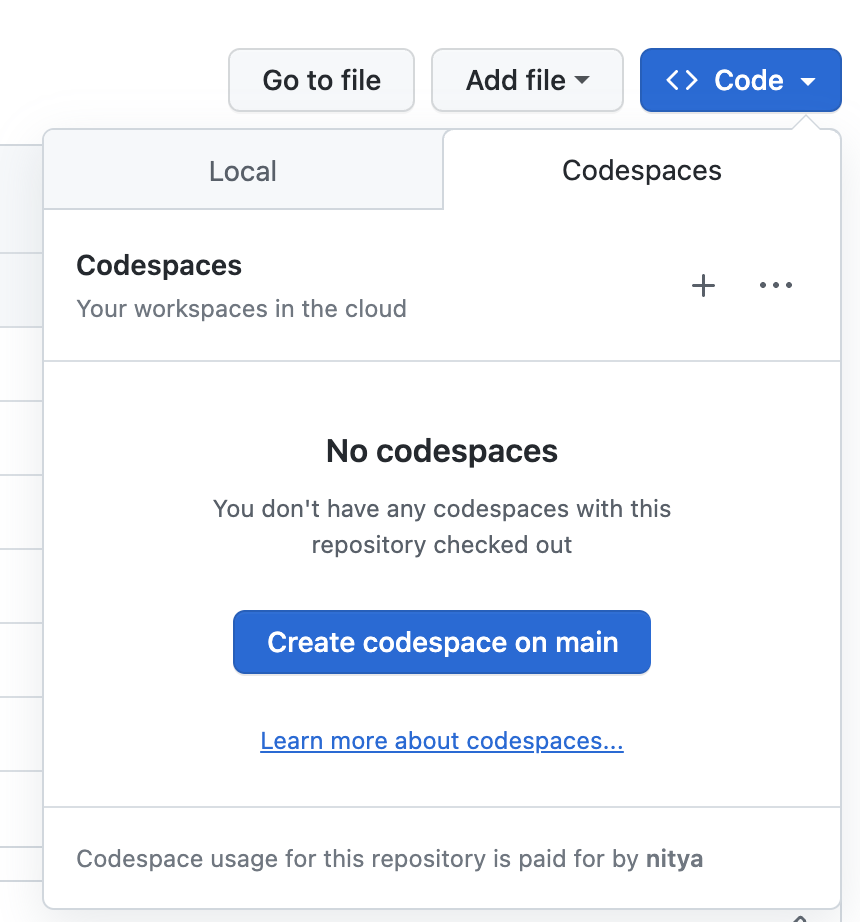 Go to file
Add file
<> Code
Local
Codespaces
Codespaces
Your workspaces in the cloud
No codespaces
You don't have any codespaces with this
repository checked out
Create codespace on main
Learn more about codespaces...
Codespace usage for this repository is paid for by nitya